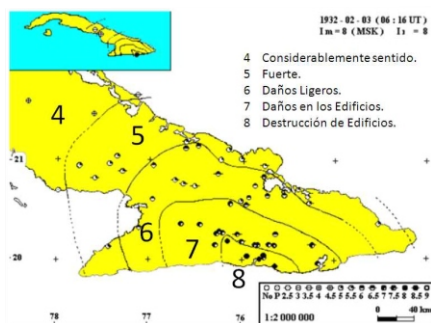 1932 - 02 - 03 (06 : 16 UT)
I m = 8 (MSK) I ı = 8
4 Considerablemente sentido.
5 Fuerte.
6 Daños Ligeros.
7 Daños en los Edificios.
8 Destrucción de Edificios.
4
5
21
6
7
20
8
78
77
76
No P 2.5 3 3.5 4 4.5 5 5.5 6 6.5 7 7.5 8 8.5 9
1:2 000 000
0 40 km